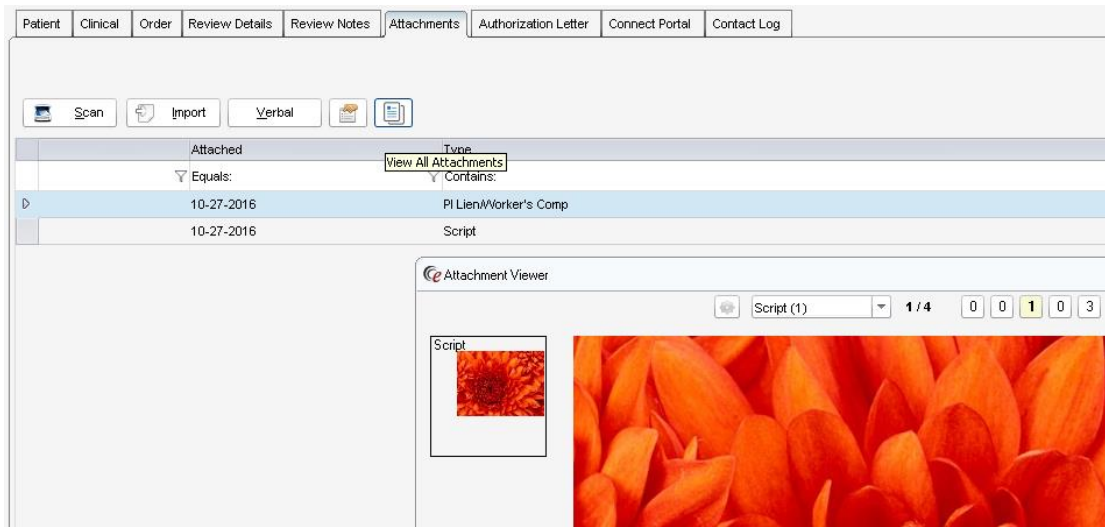 Patient Clinical Order Review Details Review Notes Attachments Authorization Letter Connect Portal Contact Log
Scan Import Verbal
Attached Type
View All Attachments
Equals: Contains:
10-27-2016 PI Lien/Worker's Comp
10-27-2016 Script
Attachment Viewer
Script (1) 1 / 4 0 0 1 0 3
Script